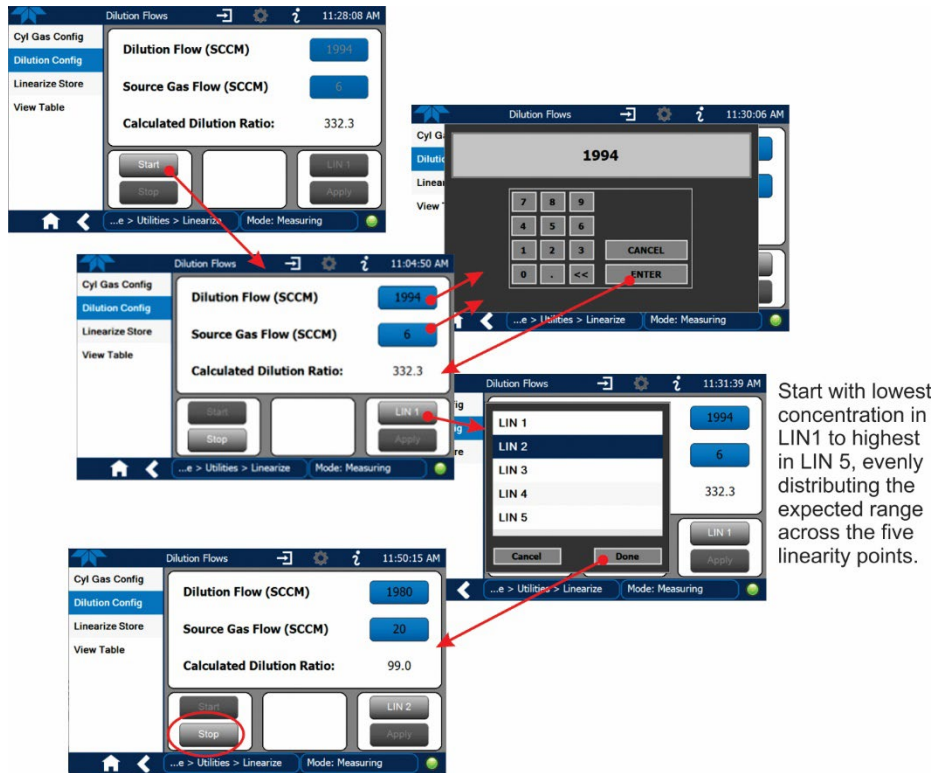 Dilution Flows
11:28:08 AM
Cyl Gas Config
Dilution Config
Linearize Store
View Table
Dilution Flow (SCCM)
1994
Source Gas Flow (SCCM)
6
Calculated Dilution Ratio:
332.3
Start
Stop
LIN 1
Apply
...e > Utilities > Linearize
Mode: Measuring
Dilution Flows
11:30:06 AM
Cyl G
Dilutio
Linear
View
1994
7 8 9
4 5 6
1 2 3
0 . <<
CANCEL
ENTER
...e > Utilities > Linearize
Mode: Measuring
Dilution Flows
11:04:50 AM
Cyl Gas Config
Dilution Config
Linearize Store
View Table
Dilution Flow (SCCM)
1994
Source Gas Flow (SCCM)
6
Calculated Dilution Ratio:
332.3
Start
Stop
LIN 1
Apply
...e > Utilities > Linearize
Mode: Measuring
Dilution Flows
11:31:39 AM
ig
ig
re
LIN 1
LIN 2
LIN 3
LIN 4
LIN 5
Cancel
Done
1994
6
332.3
LIN 1
Apply
...e > Utilities > Linearize
Mode: Measuring
Start with lowest
concentration in
LIN1 to highest
in LIN 5, evenly
distributing the
expected range
across the five
linearity points.
Dilution Flows
11:50:15 AM
Cyl Gas Config
Dilution Config
Linearize Store
View Table
Dilution Flow (SCCM)
1980
Source Gas Flow (SCCM)
20
Calculated Dilution Ratio:
99.0
Start
Stop
LIN 2
Apply
...e > Utilities > Linearize
Mode: Measuring